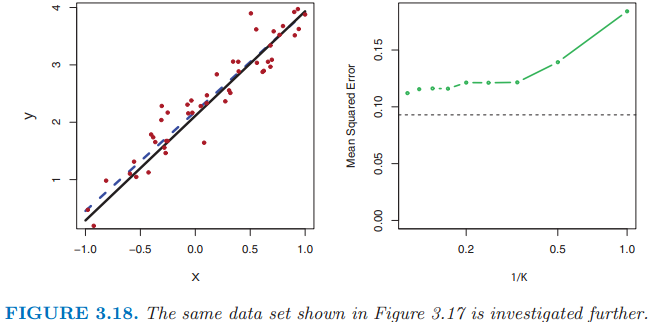 4
3
2
1
y
-1.0 -0.5 0.0 0.5 1.0
X
0.15
0.10
0.05
0.00
Mean Squared Error
0.2 0.5 1.0
1/K
FIGURE 3.18. The same data set shown in Figure 3.17 is investigated further.